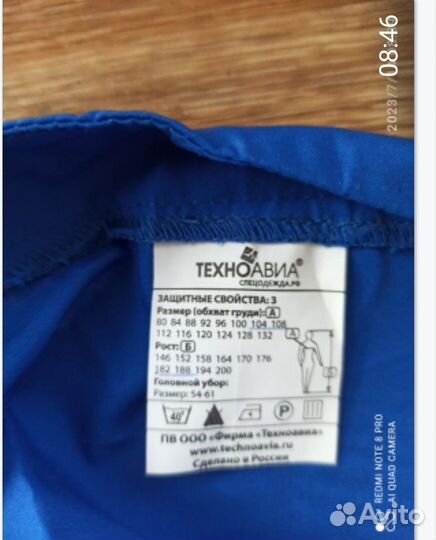 ТЕХНОАВИА®
СПЕЦОДЕЖДА.РФ
ЗАЩИТНЫЕ СВОЙСТВА: З
Размер (обхват груди): А
80 84 88 92 96 100 104 108
112 116 120 124 128 132
Рост: Б
146 152 158 164 170 176
182 188 194 200
Головной убор:
Размер: 54-61
А
Б
40°
P
ПВ ООО «Фирма «Техноавиа»
www.technoavia.ru
Сделано в России
2023/7/ 08:46
REDMI NOTE 8 PRO
AI QUAD CAMERA
Avito